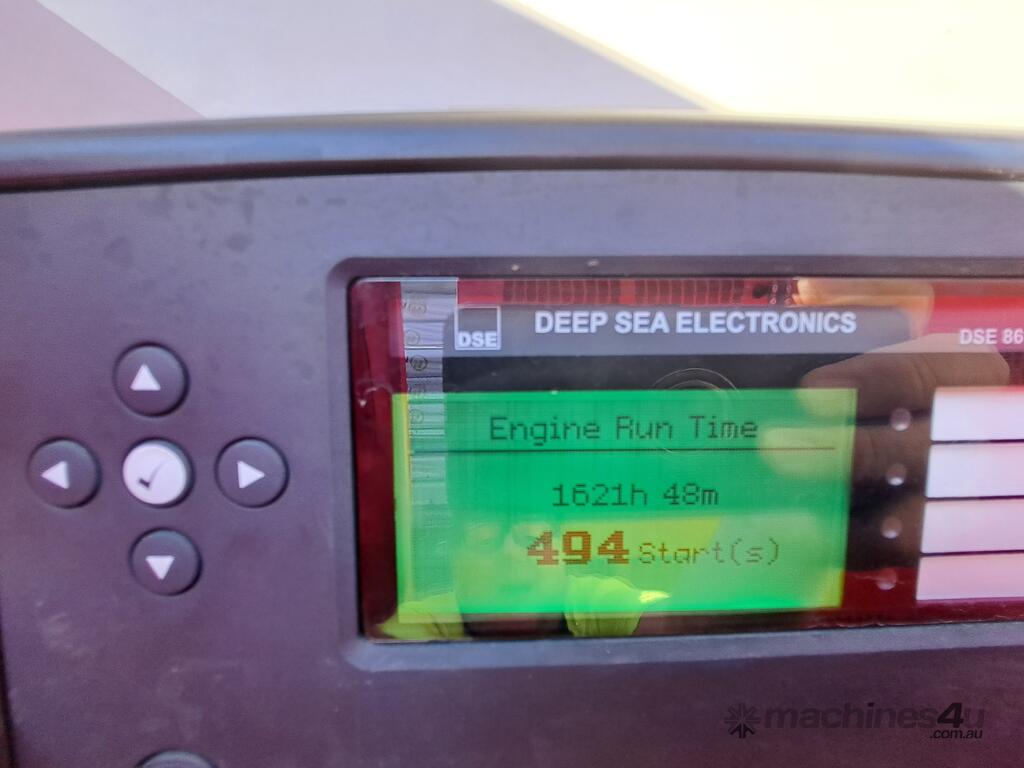 DSE
DEEP SEA ELECTRONICS
DSE 86
Engine Run Time
1621h 48m
494 Start(s)
machines4u
.com.au